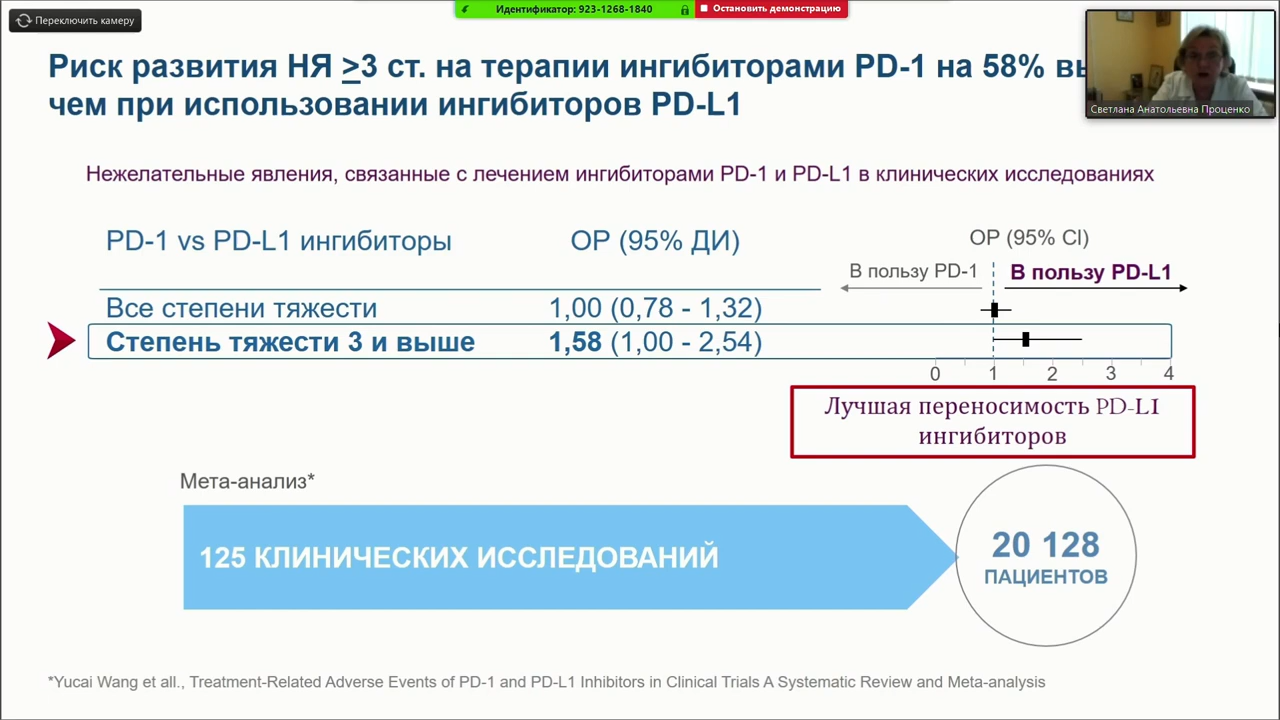 Переключить камеру
Идентификатор: 923-1268-1840
Остановить демонстрацию
Риск развития НЯ ≥3 ст. на терапии ингибиторами PD-1 на 58%
чем при использовании ингибиторов PD-L1
Светлана Анатольевна Проценко
Нежелательные явления, связанные с лечением ингибиторами PD-1 и PD-L1 в клинических исследованиях
PD-1 vs PD-L1 ингибиторы ОР (95% ДИ) ОР (95% CI)
В пользу PD-1 В пользу PD-L1
Все степени тяжести 1,00 (0,78 - 1,32)
Степень тяжести 3 и выше 1,58 (1,00 - 2,54)
0 1 2 3 4
Лучшая переносимость PD-L1
ингибиторов
Мета-анализ*
125 КЛИНИЧЕСКИХ ИССЛЕДОВАНИЙ
20 128
ПАЦИЕНТОВ
*Yucai Wang et all., Treatment-Related Adverse Events of PD-1 and PD-L1 Inhibitors in Clinical Trials A Systematic Review and Meta-analysis